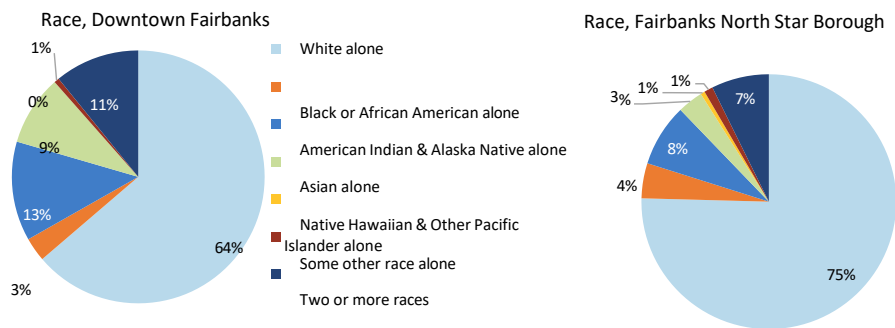 Race, Downtown Fairbanks
1%
0%
11%
9%
13%
3%
64%
White alone
Black or African American alone
American Indian & Alaska Native alone
Asian alone
Native Hawaiian & Other Pacific
Islander alone
Some other race alone
Two or more races
Race, Fairbanks North Star Borough
1%
1%
3%
7%
8%
4%
75%